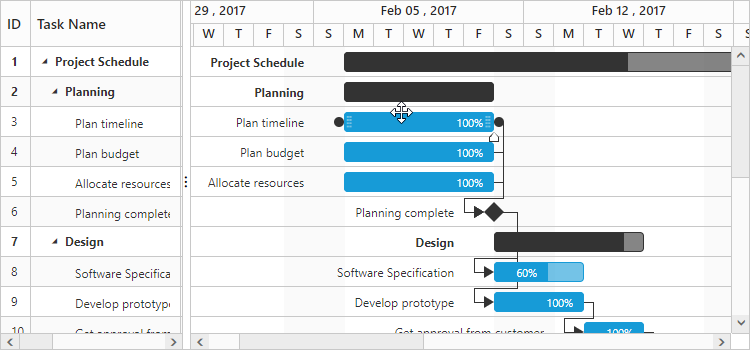 ID Task Name 29 , 2017 Feb 05 , 2017 Feb 12 , 2017
W T F S S M T W T F S S M T W T F S
1 Project Schedule Project Schedule
2 Planning Planning
3 Plan timeline Plan timeline 100%
4 Plan budget Plan budget 100%
5 Allocate resources Allocate resources 100%
6 Planning complete Planning complete
7 Design Design
8 Software Specifica Software Specification 60%
9 Develop prototype Develop prototype 100%
10 Get approval from Get approval from customer 100%